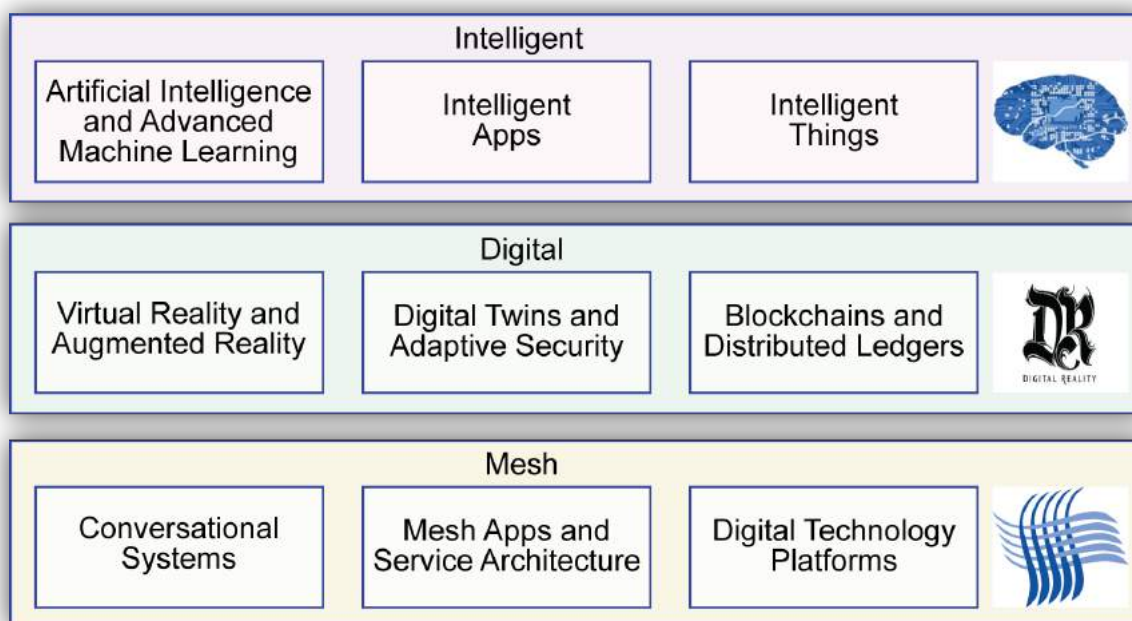 Intelligent
Artificial Intelligence
and Advanced
Machine Learning
Intelligent
Apps
Intelligent
Things
Digital
Virtual Reality and
Augmented Reality
Digital Twins and
Adaptive Security
Blockchains and
Distributed Ledgers
DR
DIGITAL REALITY
Mesh
Conversational
Systems
Mesh Apps and
Service Architecture
Digital Technology
Platforms